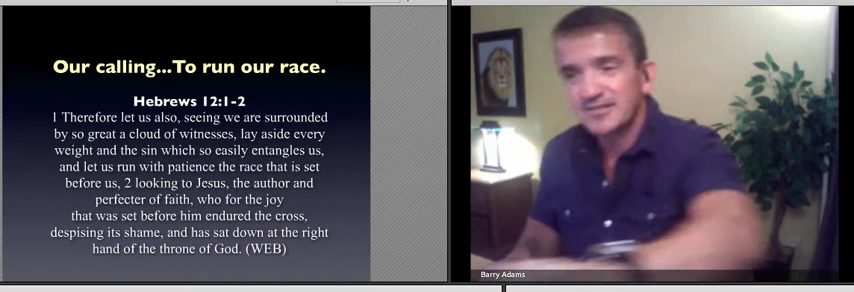 Our calling...To run our race.
Hebrews 12:1-2
1 Therefore let us also, seeing we are surrounded
by so great a cloud of witnesses, lay aside every
weight and the sin which so easily entangles us,
and let us run with patience the race that is set
before us, 2 looking to Jesus, the author and
perfecter of faith, who for the joy
that was set before him endured the cross,
despising its shame, and has sat down at the right
hand of the throne of God. (WEB)
Barry Adams